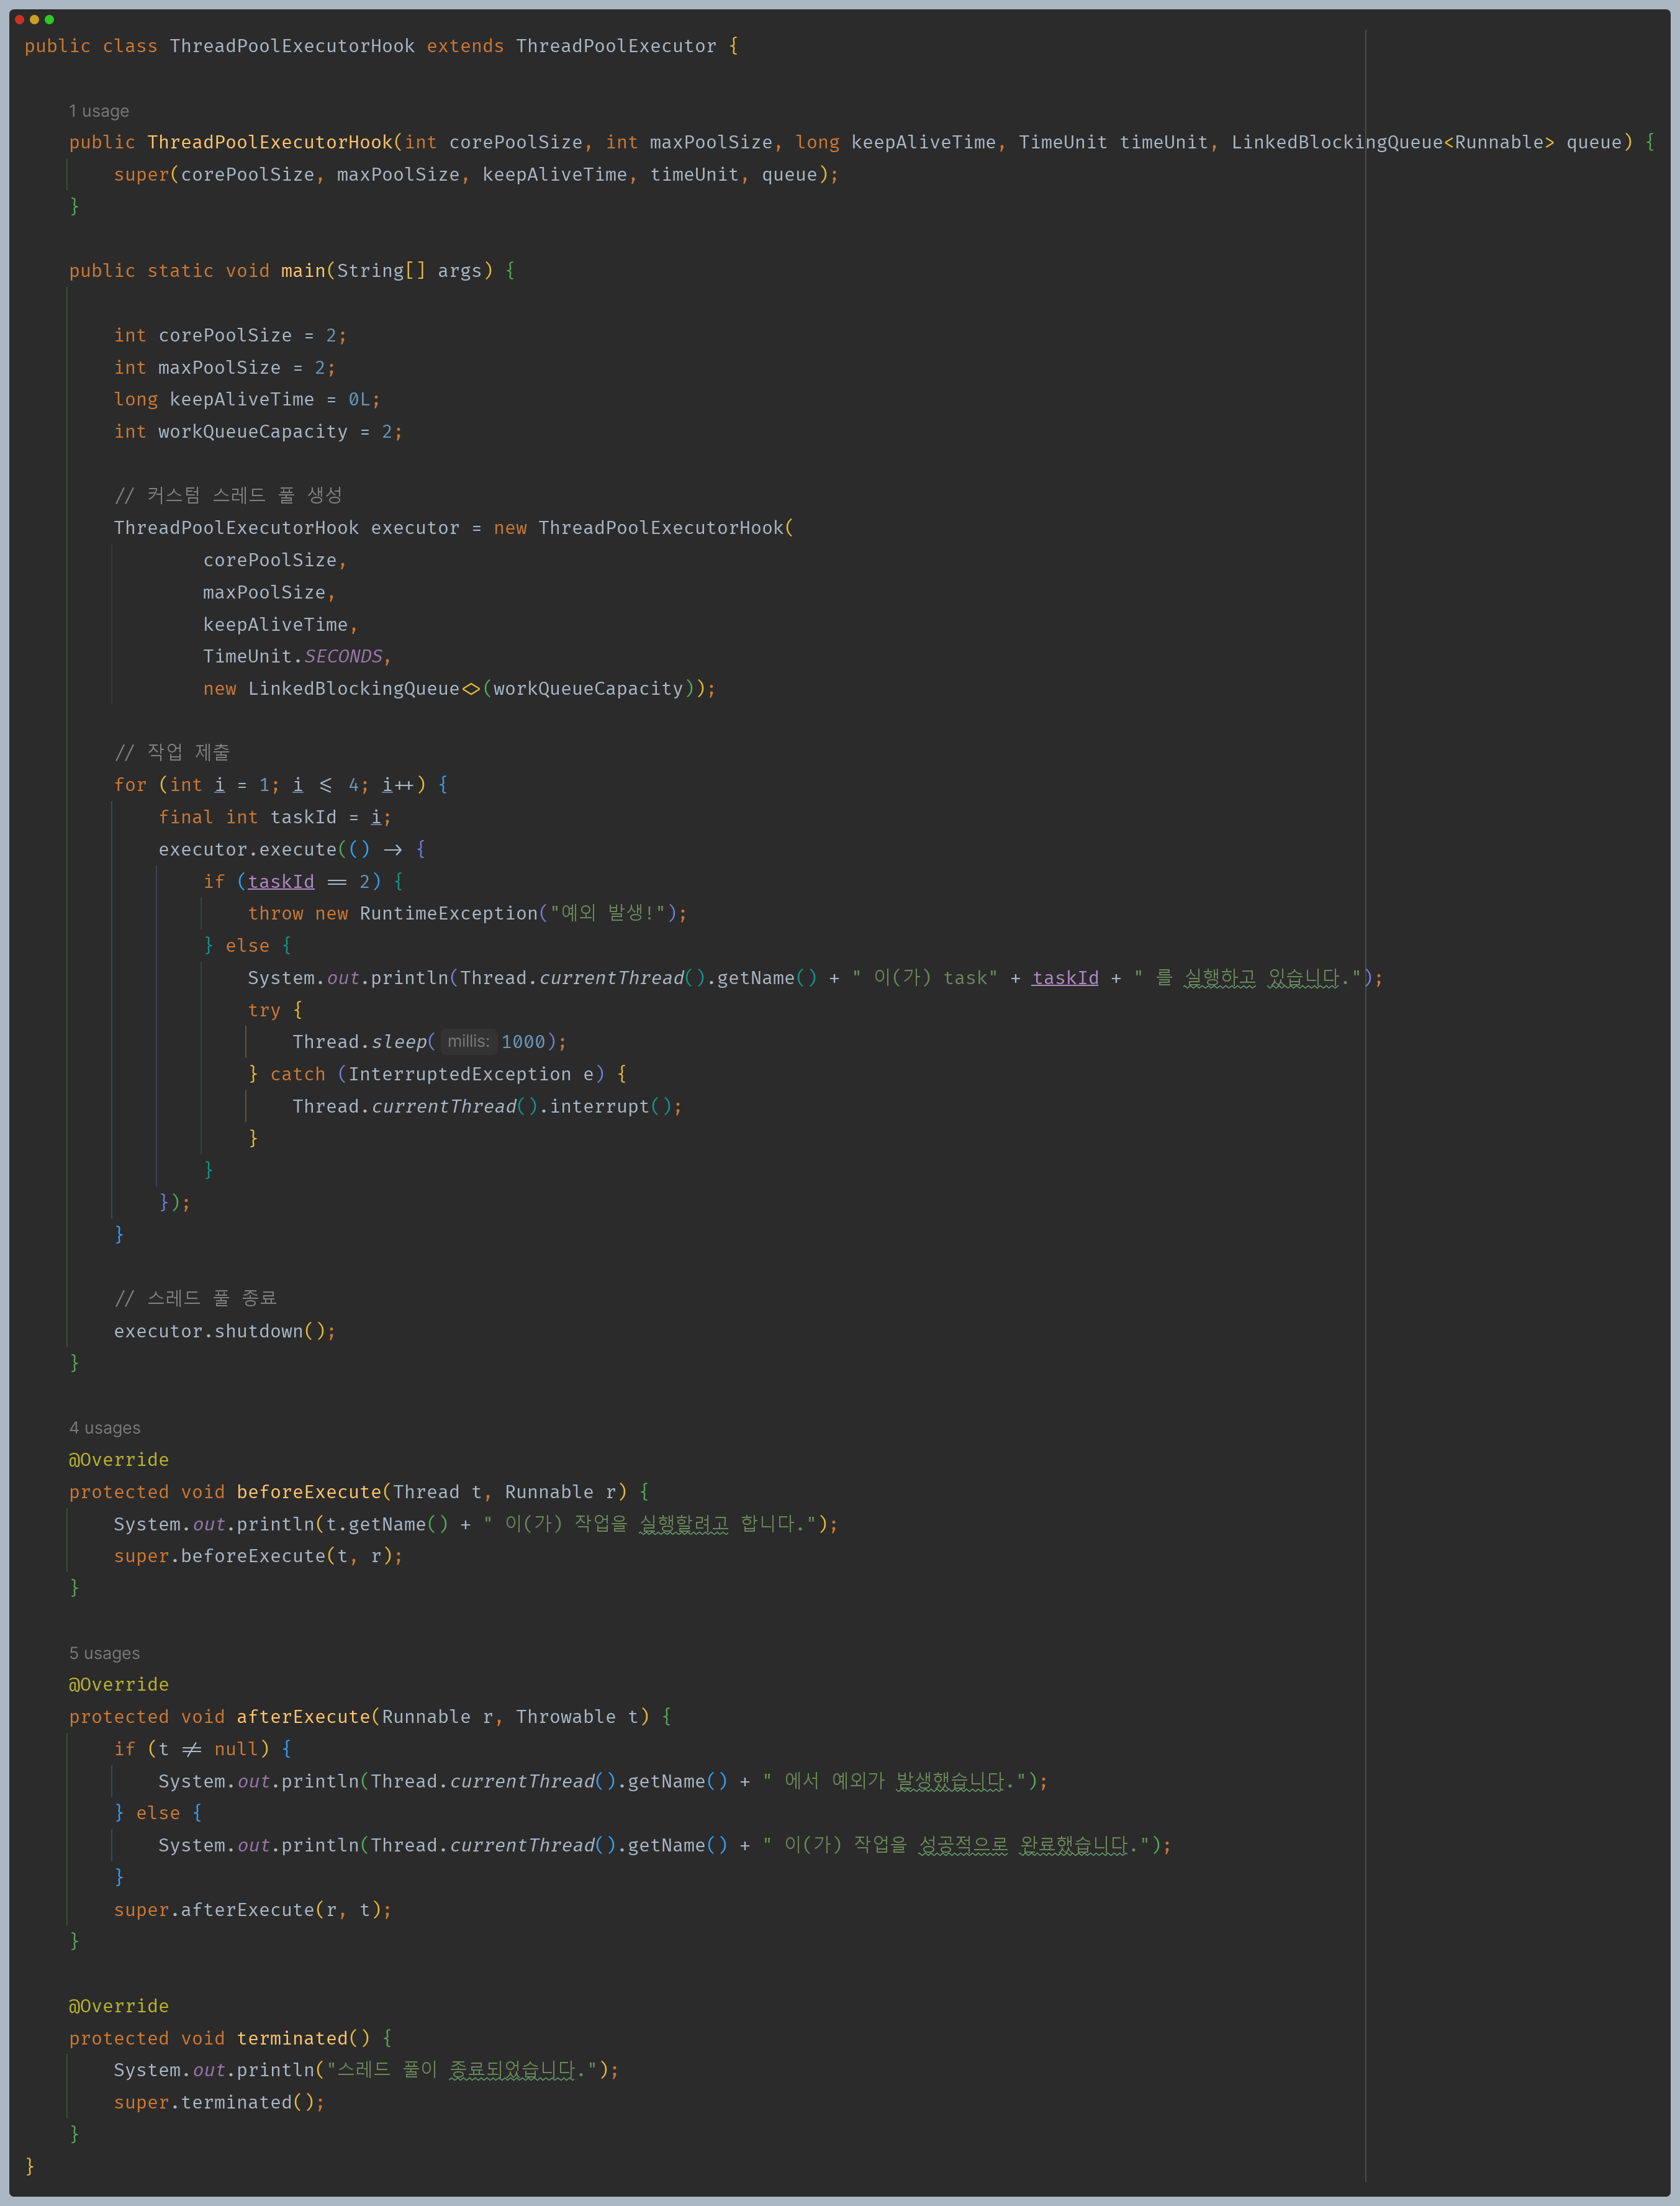 public class ThreadPoolExecutorHook extends ThreadPoolExecutor {
1 usage
public ThreadPoolExecutorHook(int corePoolSize, int maxPoolSize, long keepAliveTime, TimeUnit timeUnit, LinkedBlockingQueue<Runnable> queue) {
super(corePoolSize, maxPoolSize, keepAliveTime, timeUnit, queue);
}
public static void main(String[] args) {
int corePoolSize = 2;
int maxPoolSize = 2;
long keepAliveTime = 0L;
int workQueueCapacity = 2;
// 커스텀 스레드 풀 생성
ThreadPoolExecutorHook executor = new ThreadPoolExecutorHook(
corePoolSize,
maxPoolSize,
keepAliveTime,
TimeUnit.SECONDS,
new LinkedBlockingQueue<>(workQueueCapacity));
// 작업 제출
for (int i = 1; i <= 4; i++) {
final int taskId = i;
executor.execute(() -> {
if (taskId == 2) {
throw new RuntimeException("예외 발생!");
} else {
System.out.println(Thread.currentThread().getName() + " 이(가) task" + taskId + " 를 실행하고 있습니다.");
try {
Thread.sleep( millis: 1000);
} catch (InterruptedException e) {
Thread.currentThread().interrupt();
}
}
});
}
// 스레드 풀 종료
executor.shutdown();
}
4 usages
@Override
protected void beforeExecute(Thread t, Runnable r) {
System.out.println(t.getName() + " 이(가) 작업을 실행할려고 합니다.");
super.beforeExecute(t, r);
}
5 usages
@Override
protected void afterExecute(Runnable r, Throwable t) {
if (t != null) {
System.out.println(Thread.currentThread().getName() + " 에서 예외가 발생했습니다.");
} else {
System.out.println(Thread.currentThread().getName() + " 이(가) 작업을 성공적으로 완료했습니다.");
}
super.afterExecute(r, t);
}
@Override
protected void terminated() {
System.out.println("스레드 풀이 종료되었습니다.");
super.terminated();
}
}